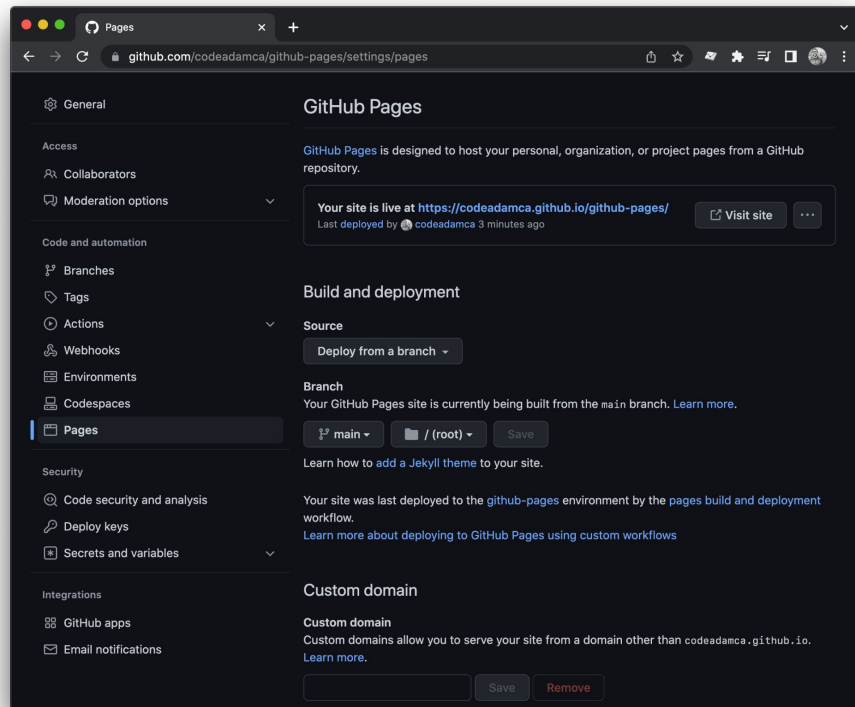 Pages
github.com/codeadamca/github-pages/settings/pages
General
Access
Collaborators
Moderation options
Code and automation
Branches
Tags
Actions
Webhooks
Environments
Codespaces
Pages
Security
Code security and analysis
Deploy keys
Secrets and variables
Integrations
GitHub apps
Email notifications
GitHub Pages
GitHub Pages is designed to host your personal, organization, or project pages from a GitHub
repository.
Your site is live at https://codeadamca.github.io/github-pages/
Last deployed by codeadamca 3 minutes ago
Visit site
Build and deployment
Source
Deploy from a branch
Branch
Your GitHub Pages site is currently being built from the main branch. Learn more.
main / (root) Save
Learn how to add a Jekyll theme to your site.
Your site was last deployed to the github-pages environment by the pages build and deployment
workflow.
Learn more about deploying to GitHub Pages using custom workflows
Custom domain
Custom domain
Custom domains allow you to serve your site from a domain other than codeadamca.github.io.
Learn more.
Save Remove